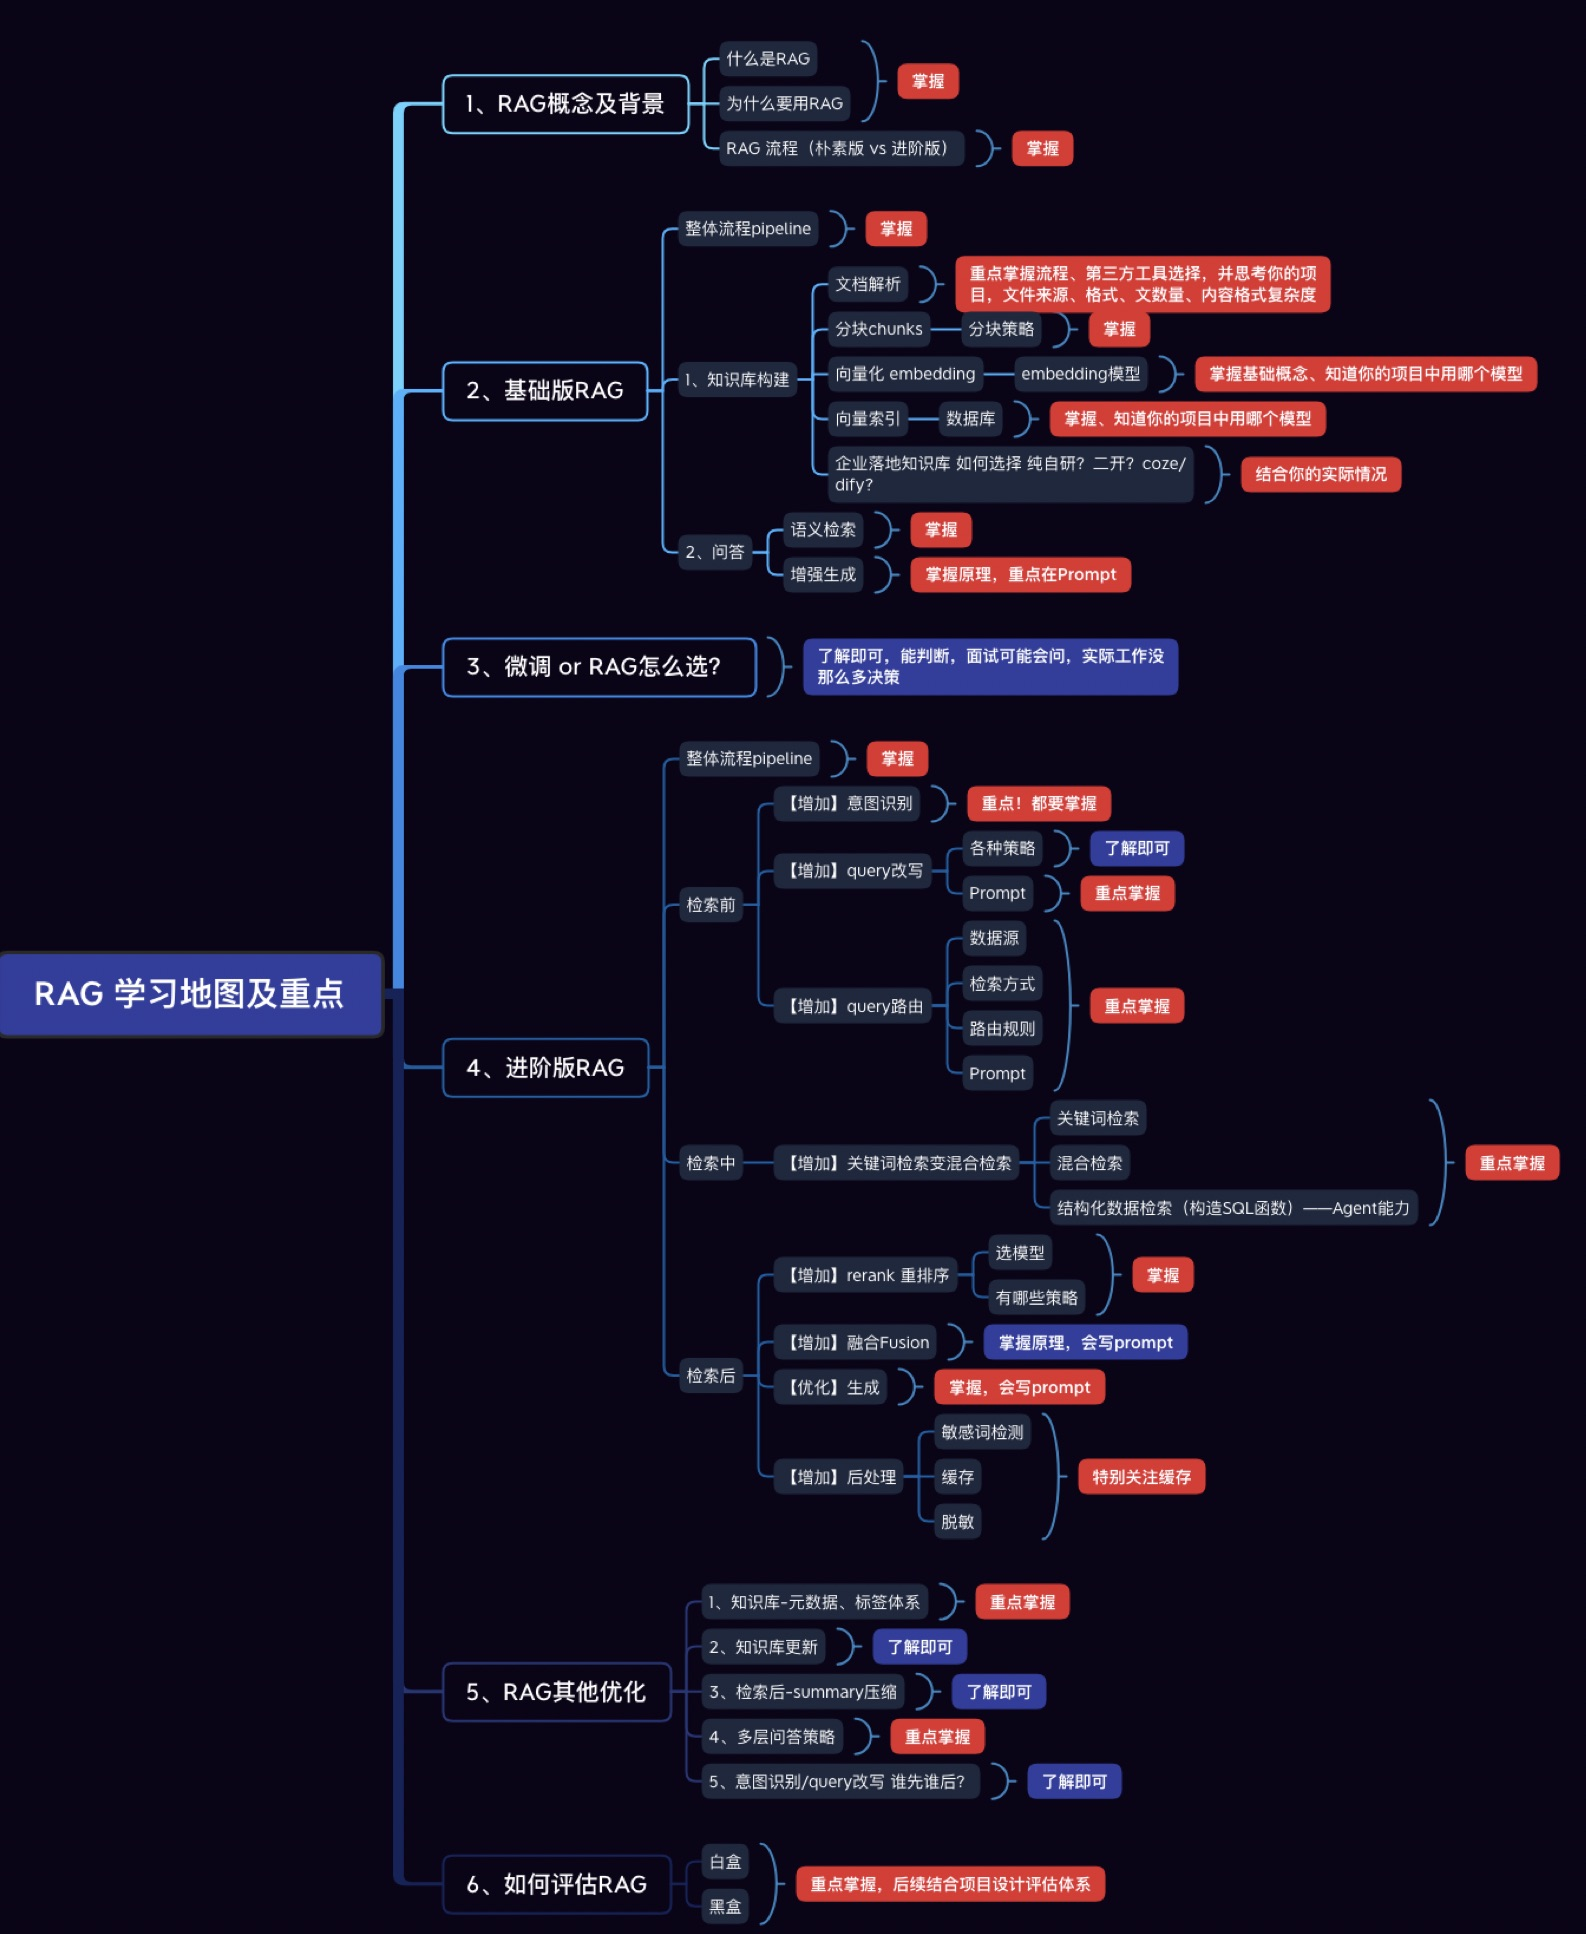 RAG 学习地图及重点
1、RAG概念及背景
什么是RAG
为什么要用RAG
掌握
RAG 流程（朴素版 vs 进阶版）
掌握
2、基础版RAG
整体流程pipeline
掌握
1、知识库构建
文档解析
重点掌握流程、第三方工具选择，并思考你的项
目，文件来源、格式、文数量、内容格式复杂度
分块chunks
分块策略
掌握
向量化 embedding
embedding模型
掌握基础概念、知道你的项目中用哪个模型
向量索引
数据库
掌握、知道你的项目中用哪个模型
企业落地知识库 如何选择 纯自研？二开？coze/
dify？
结合你的实际情况
2、问答
语义检索
掌握
增强生成
掌握原理，重点在Prompt
3、微调 or RAG怎么选？
了解即可，能判断，面试可能会问，实际工作没
那么多决策
4、进阶版RAG
整体流程pipeline
掌握
检索前
【增加】意图识别
重点！都要掌握
【增加】query改写
各种策略
了解即可
Prompt
重点掌握
【增加】query路由
数据源
检索方式
路由规则
Prompt
重点掌握
检索中
【增加】关键词检索变混合检索
关键词检索
混合检索
结构化数据检索（构造SQL函数）——Agent能力
重点掌握
检索后
【增加】rerank 重排序
选模型
有哪些策略
掌握
【增加】融合Fusion
掌握原理，会写prompt
【优化】生成
掌握，会写prompt
【增加】后处理
敏感词检测
缓存
脱敏
特别关注缓存
5、RAG其他优化
1、知识库-元数据、标签体系
重点掌握
2、知识库更新
了解即可
3、检索后-summary压缩
了解即可
4、多层问答策略
重点掌握
5、意图识别/query改写 谁先谁后？
了解即可
6、如何评估RAG
白盒
黑盒
重点掌握，后续结合项目设计评估体系